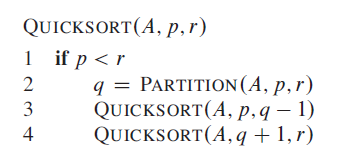 QUICKSORT(A, p, r)
1 if p < r
2 q = PARTITION(A, p, r)
3 QUICKSORT(A, p, q − 1)
4 QUICKSORT(A, q + 1, r)